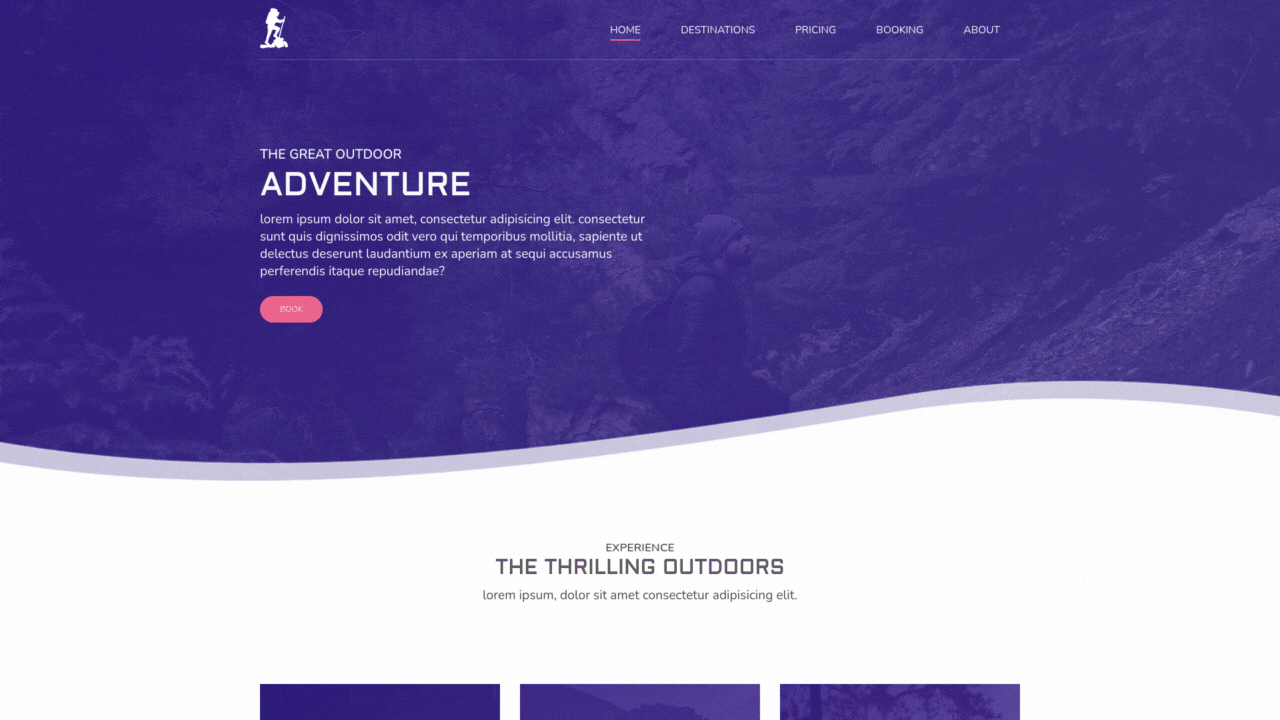 HOME DESTINATIONS PRICING BOOKING ABOUT
THE GREAT OUTDOOR
ADVENTURE
lorem ipsum dolor sit amet, consectetur adipisicing elit. consectetur
sunt quis dignissimos odit vero qui temporibus mollitia, sapiente ut
delectus deserunt laudantium ex aperiam at sequi accusamus
perferendis itaque repudiandae?
BOOK
EXPERIENCE
THE THRILLING OUTDOORS
lorem ipsum, dolor sit amet consectetur adipisicing elit.